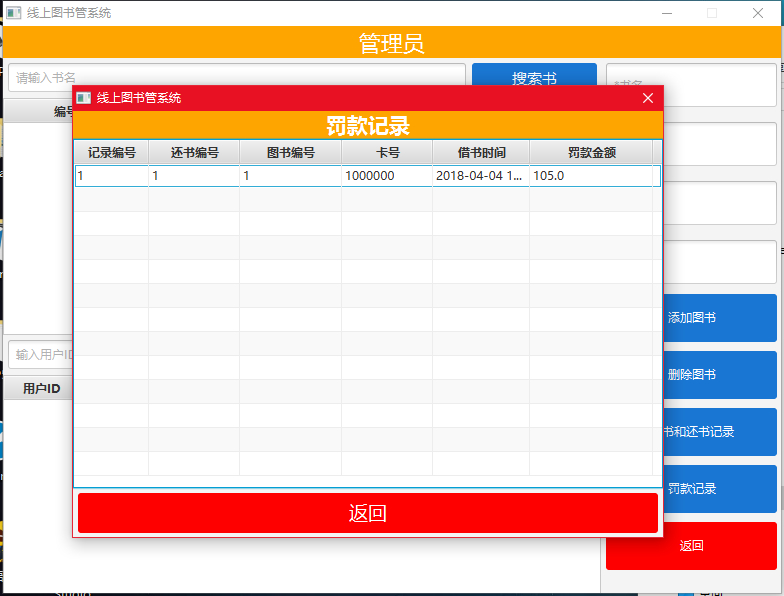 线上图书管系统
管理员
请输入书名
搜索书
*书名
编号
线上图书管系统
罚款记录
记录编号 还书编号 图书编号 卡号 借书时间 罚款金额
1 1 1 1000000 2018-04-04 1... 105.0
返回
添加图书
输入用户ID
删除图书
用户ID
书和还书记录
罚款记录
返回